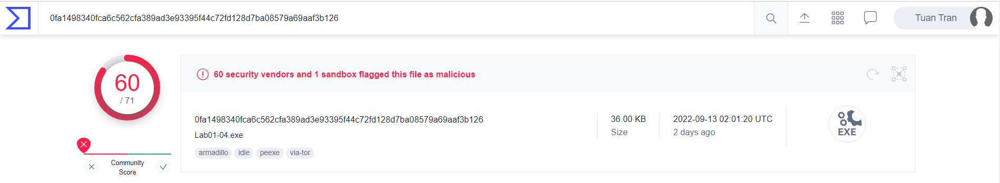 0fa1498340fca6c562cfa389ad3e93395f44c72fd128d7ba08579a69aaf3b126
Tuan Tran
60
/ 71
Community
Score
60 security vendors and 1 sandbox flagged this file as malicious
0fa1498340fca6c562cfa389ad3e93395f44c72fd128d7ba08579a69aaf3b126
Lab01-04.exe
armadillo idle peexe via-tor
36.00 KB
Size
2022-09-13 02:01:20 UTC
2 days ago
EXE